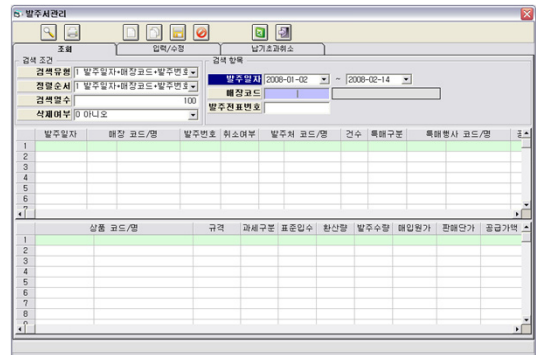 발주서관리
조회 입력/수정 납기초과취소
검색 조건
검색유형 1 발주일자+매장코드+발주번호
정렬순서 1 발주일자+매장코드+발주번호
검색열수 100
삭제여부 0 아니오
검색 항목
발주일자 2008-01-02 ~ 2008-02-14
매장코드
발주전표번호
발주일자 매장 코드/명 발주번호 취소여부 발주처 코드/명 건수 특매구분 특매행사 코드/명
1
2
3
4
5
6
7
상품 코드/명 규격 과세구분 표준입수 환산량 발주수량 매입원가 판매단가 공급가액
1
2
3
4
5
6
7
8
9